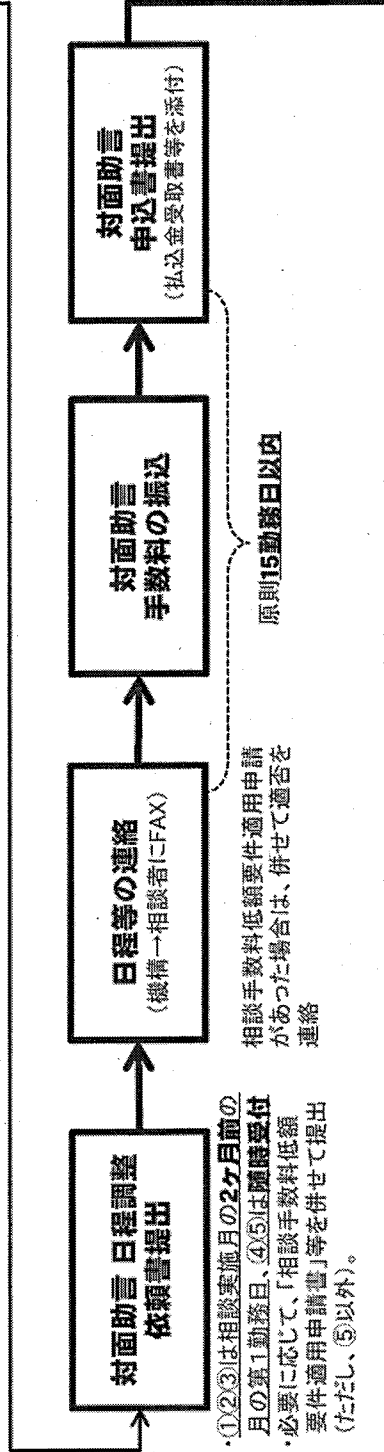 対面助言 日程調整
依頼書提出
・①②③は相談実施月の2ヶ月前の
月の第1勤務日、④⑤は随時受付
・必要に応じて、「相談手数料低額
要件適用申請書」等を併せて提出
(ただし、⑤以外)。
日程等の連絡
(機構→相談者にFAX)
相談手数料低額要件適用申請
があった場合は、併せて適否を
連絡
対面助言
手数料の振込
原則15勤務日以内
対面助言
申込書提出
(払込金受取書等を添付)